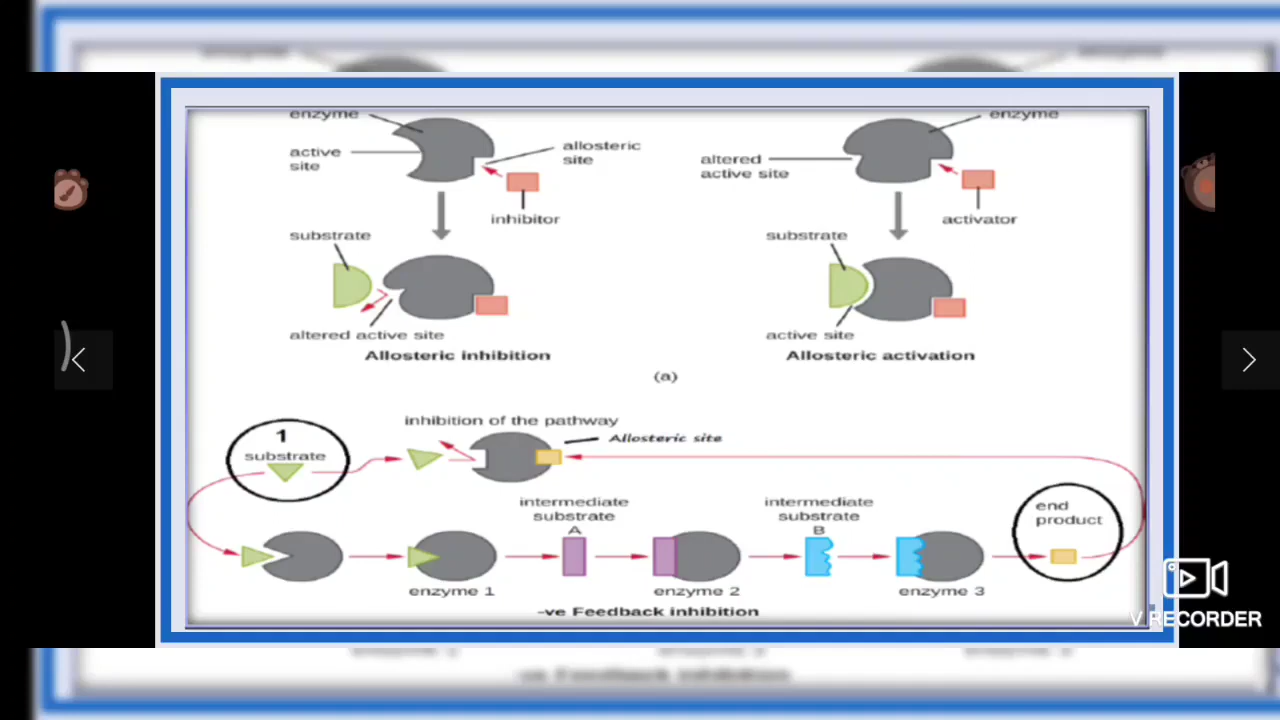 enzyme
active
site
allosteric
site
inhibitor
substrate
altered active site
Allosteric inhibition
enzyme
altered
active site
activator
substrate
active site
Allosteric activation
(a)
inhibition of the pathway
Allosteric site
1
substrate
intermediate
substrate
A
intermediate
substrate
B
end
product
enzyme 1
enzyme 2
enzyme 3
-ve Feedback inhibition
V RECORDER